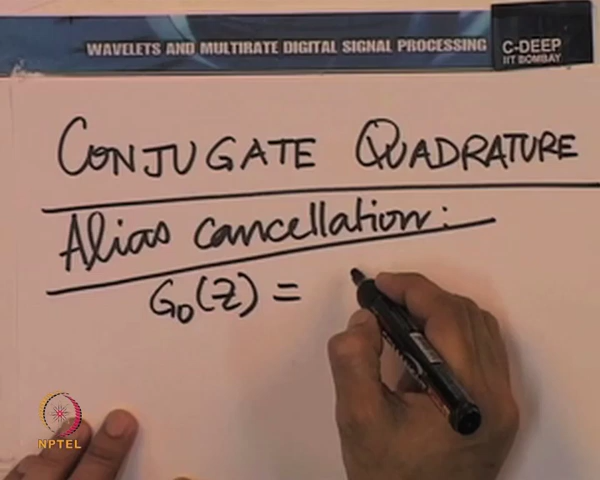 WAVELETS AND MULTIRATE DIGITAL SIGNAL PROCESSING
C-DEEP
IIT BOMBAY
CONJUGATE QUADRATURE
Alias cancellation:
G₀(Z) =
NPTEL